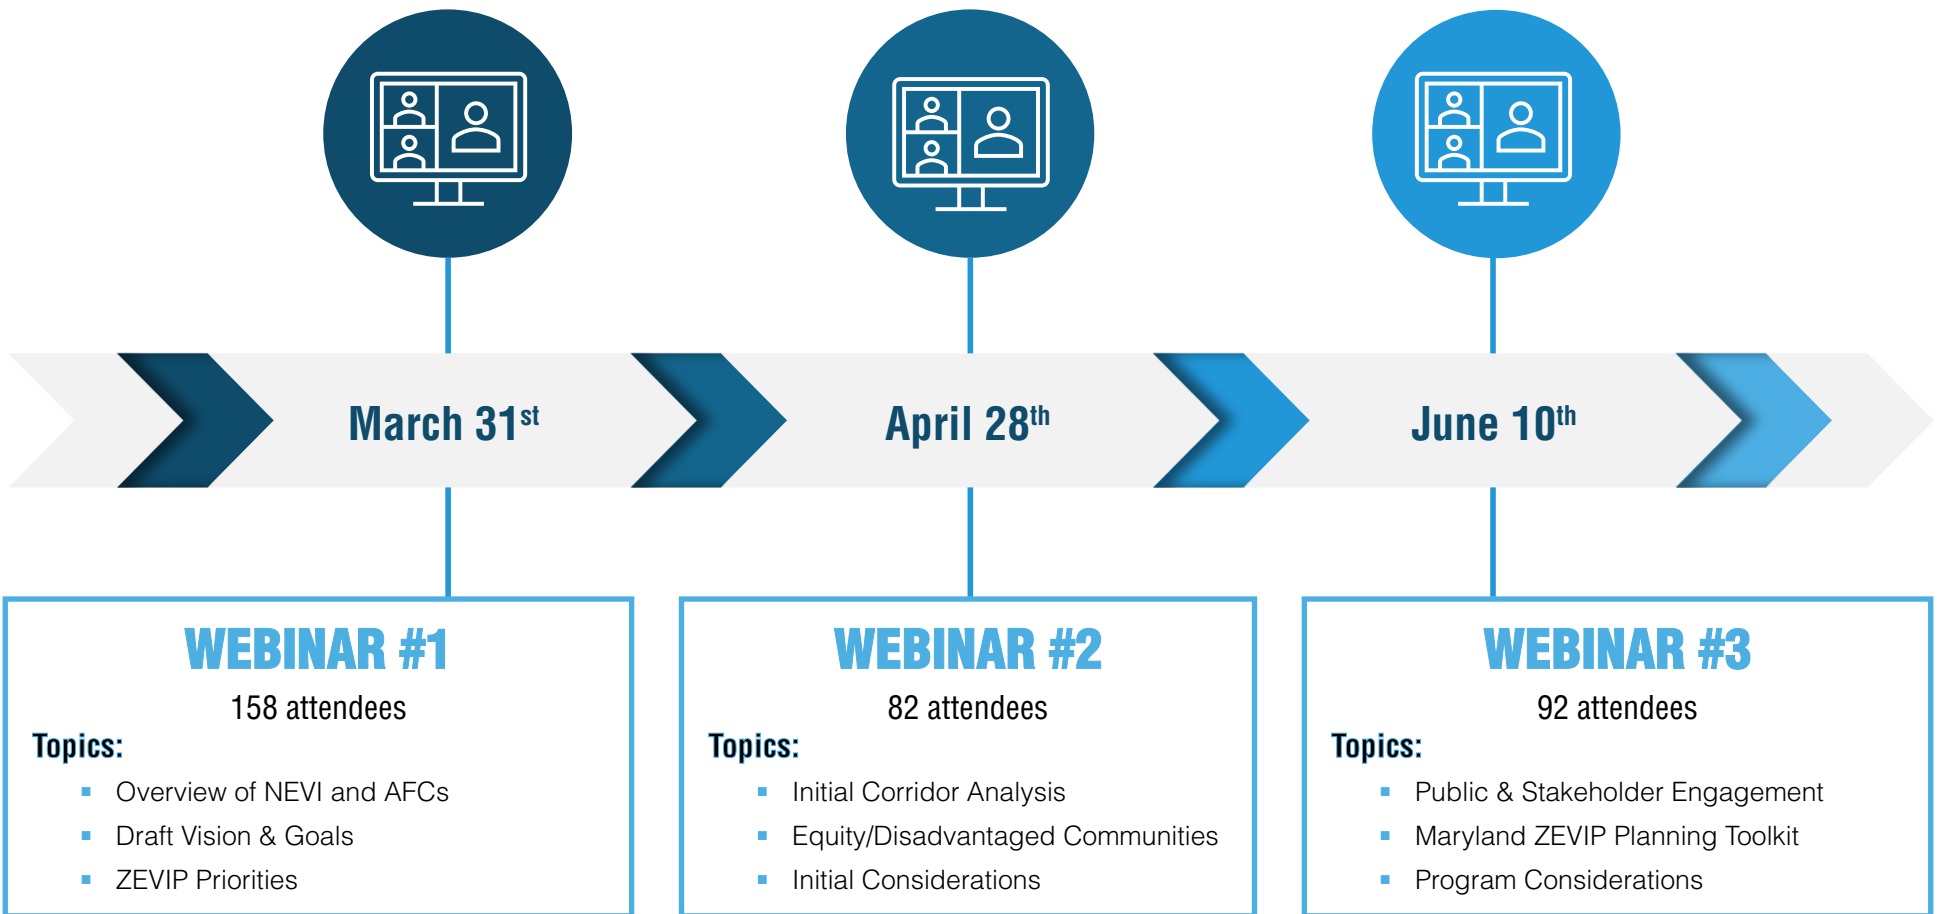 March 31st
April 28th
June 10th
WEBINAR #1
158 attendees
Topics:
▪ Overview of NEVI and AFCs
▪ Draft Vision & Goals
▪ ZEVIP Priorities
WEBINAR #2
82 attendees
Topics:
▪ Initial Corridor Analysis
▪ Equity/Disadvantaged Communities
▪ Initial Considerations
WEBINAR #3
92 attendees
Topics:
▪ Public & Stakeholder Engagement
▪ Maryland ZEVIP Planning Toolkit
▪ Program Considerations